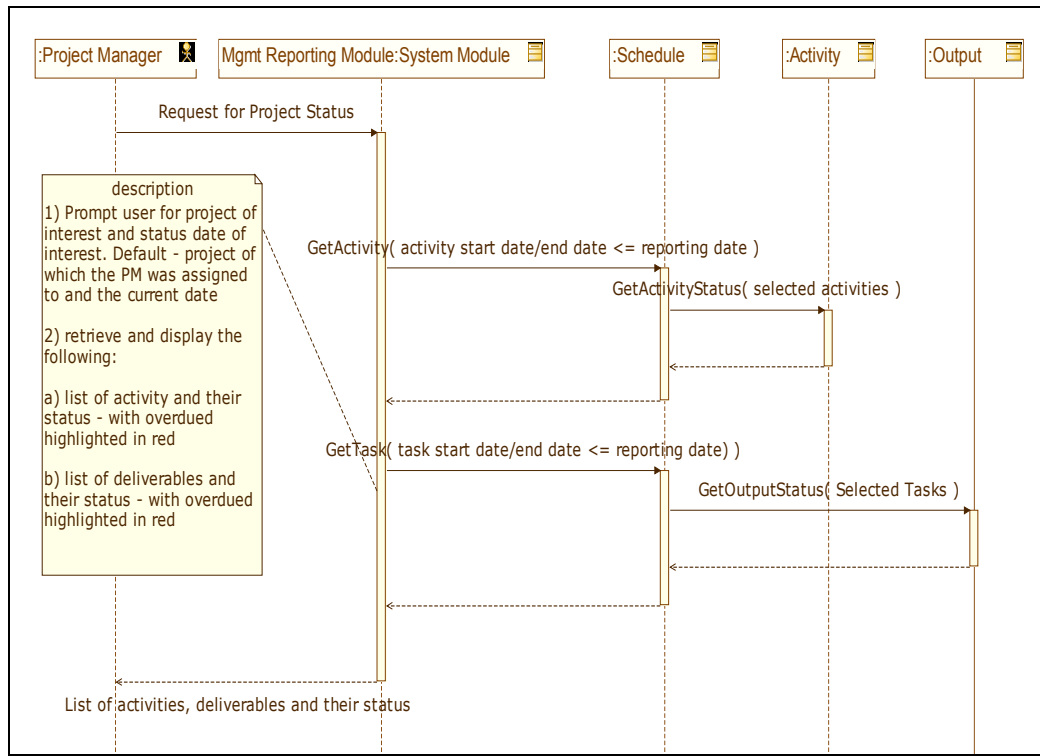 :Project Manager
Mgmt Reporting Module:System Module
:Schedule
:Activity
:Output
Request for Project Status
description
1) Prompt user for project of
interest and status date of
interest. Default - project of
which the PM was assigned
to and the current date
2) retrieve and display the
following:
a) list of activity and their
status - with overdued
highlighted in red
b) list of deliverables and
their status - with overdued
highlighted in red
GetActivity( activity start date/end date <= reporting date )
GetActivityStatus( selected activities )
GetTask( task start date/end date <= reporting date) )
GetOutputStatus( Selected Tasks )
List of activities, deliverables and their status